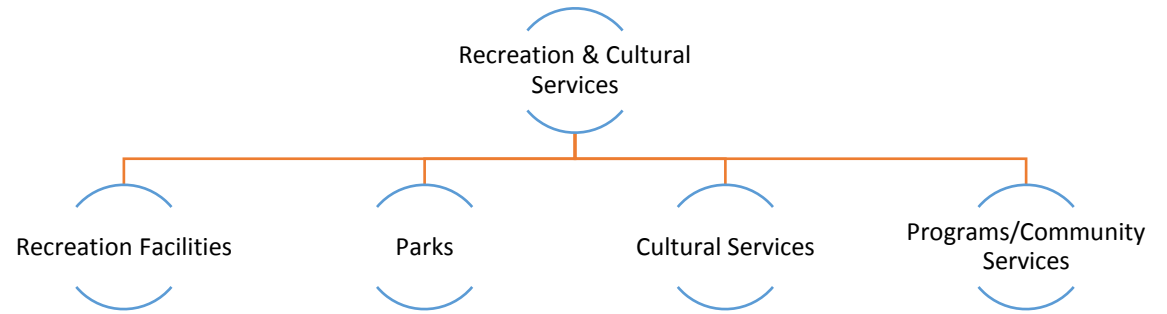 Recreation & Cultural
Services
Recreation Facilities
Parks
Cultural Services
Programs/Community
Services